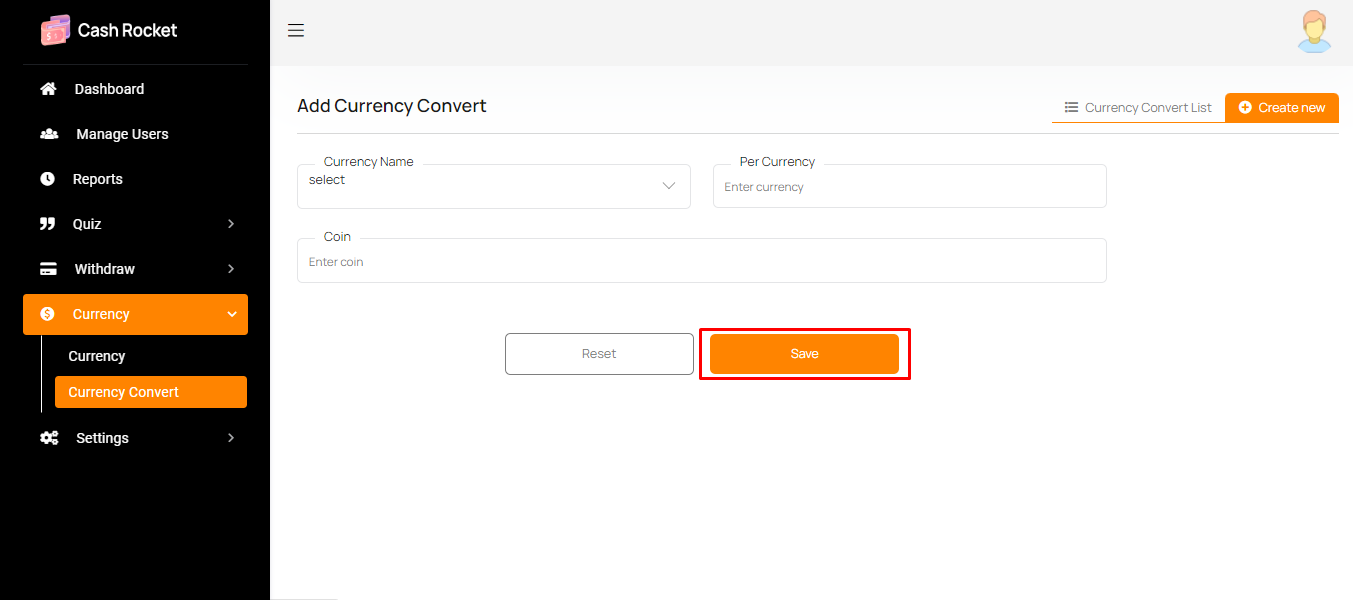 Cash Rocket
Dashboard
Manage Users
Reports
Quiz
Withdraw
Currency
Currency
Currency Convert
Settings
Add Currency Convert
Currency Convert List
Create new
Currency Name
select
Per Currency
Enter currency
Coin
Enter coin
Reset
Save